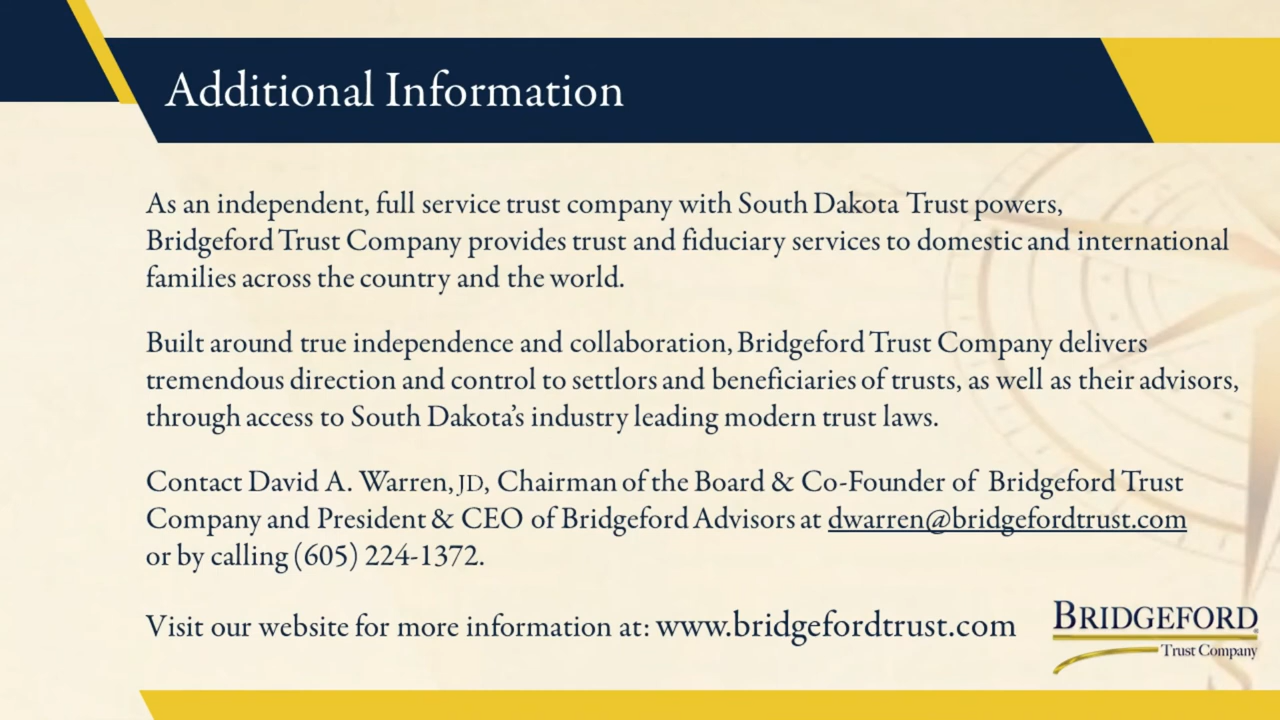 Additional Information
As an independent, full service trust company with South Dakota Trust powers,
Bridgeford Trust Company provides trust and fiduciary services to domestic and international
families across the country and the world.
Built around true independence and collaboration, Bridgeford Trust Company delivers
tremendous direction and control to settlors and beneficiaries of trusts, as well as their advisors,
through access to South Dakota’s industry leading modern trust laws.
Contact David A. Warren, JD, Chairman of the Board & Co-Founder of Bridgeford Trust
Company and President & CEO of Bridgeford Advisors at dwarren@bridgefordtrust.com
or by calling (605) 224-1372.
Visit our website for more information at: www.bridgefordtrust.com
BRIDGEFORD®
Trust Company